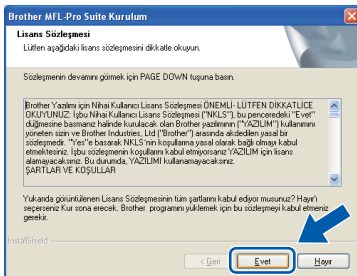 Brother MFL-Pro Suite Kurulum
Lisans Sözleşmesi
Lütfen aşağıdaki lisans sözleşmesini dikkatle okuyun.
Sözleşmenin devamını görmek için PAGE DOWN tuşuna basın.
Brother Yazılımı için Nihai Kullanıcı Lisans Sözleşmesi ÖNEMLİ- LÜTFEN DİKKATLİCE
OKUYUNUZ: İşbu Nihai Kullanıcı Lisans Sözleşmesi ("NKLS"), bu penceredeki "Evet"
düğmesine basmanız halinde kurulacak olan Brother yazılımının ("YAZILIM") kullanımını
yöneten sizin ve Brother Industries, Ltd ("Brother") arasında akdedilen yasal bir
sözleşmedir. "Yes"e basarak NKLS'nin koşullarına yasal olarak bağlı olmayı kabul
etmektesiniz. İşbu sözleşmenin koşullarını kabul etmiyorsanız YAZILIM için lisans
alamayacaksınız. Bu durumda, YAZILIMI kullanamayacaksınız.
ŞARTLAR VE KOŞULLAR
Yukarıda görüntülenen Lisans Sözleşmesinin tüm şartlarını kabul ediyor musunuz? Hayır'ı
seçerseniz Kur sona erecek. Brother programını yüklemek için bu sözleşmeyi kabul etmeniz
gerekir.
InstallShield
< Geri
Evet
Hayır